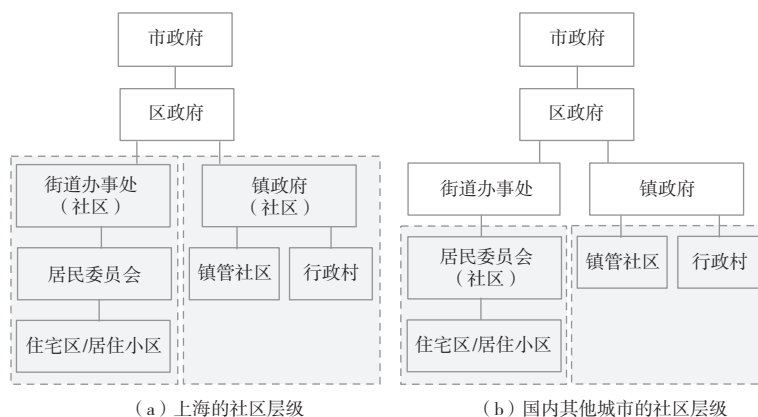 市政府
区政府
街道办事处
（社区）
镇政府
（社区）
居民委员会
镇管社区
行政村
住宅区/居住小区
（a）上海的社区层级
市政府
区政府
街道办事处
镇政府
居民委员会
（社区）
镇管社区
行政村
住宅区/居住小区
（b）国内其他城市的社区层级